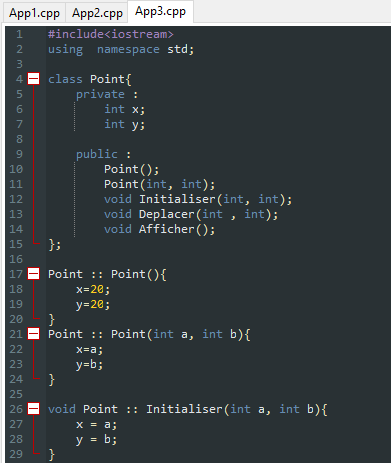 App1.cpp App2.cpp App3.cpp
1 #include<iostream>
2 using  namespace std;
3
4 class Point{
5     private :
6         int x;
7         int y;
8
9     public :
10         Point();
11         Point(int, int);
12         void Initialiser(int, int);
13         void Deplacer(int , int);
14         void Afficher();
15 };
16
17 Point :: Point(){
18     x=20;
19     y=20;
20 }
21 Point :: Point(int a, int b){
22     x=a;
23     y=b;
24 }
25
26 void Point :: Initialiser(int a, int b){
27     x = a;
28     y = b;
29 }